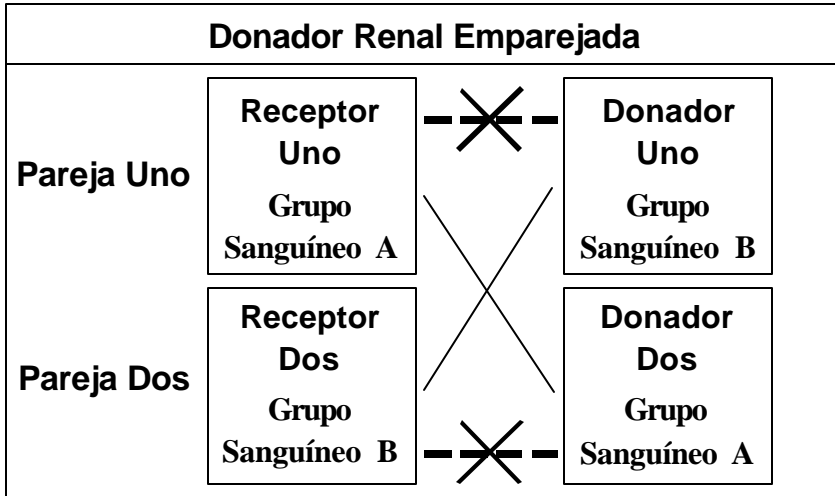 Donador Renal Emparejada
Pareja Uno
Receptor
Uno
Grupo
Sanguíneo A
Donador
Uno
Grupo
Sanguíneo B
Pareja Dos
Receptor
Dos
Grupo
Sanguíneo B
Donador
Dos
Grupo
Sanguíneo A